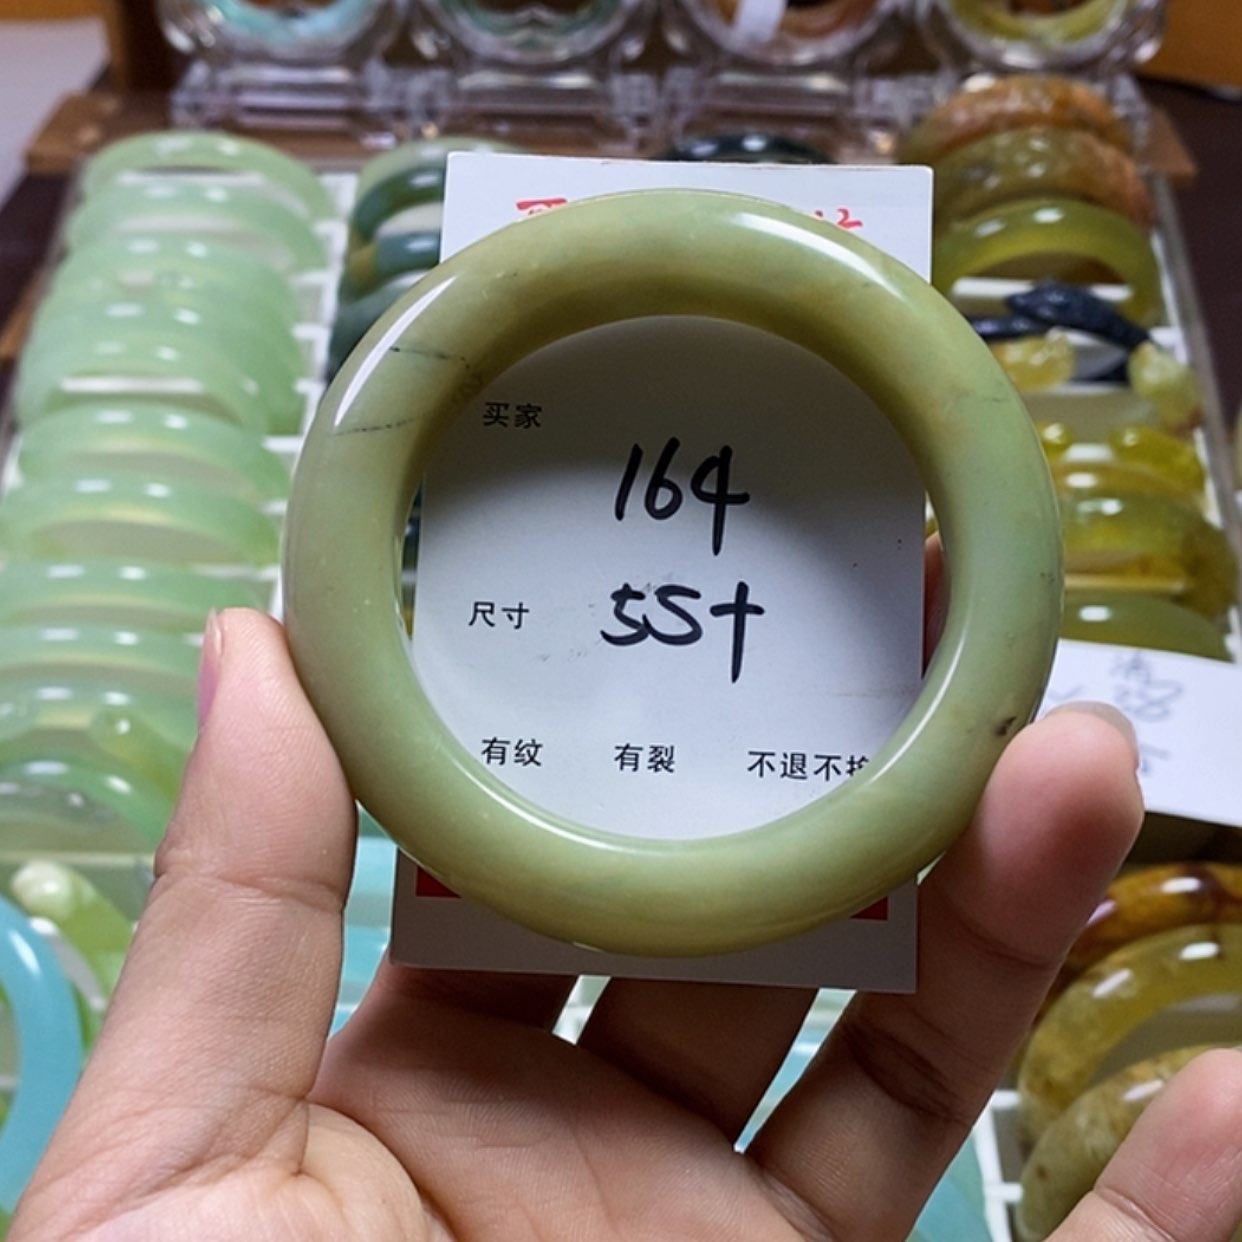 买家
164
尺寸 55+
有纹 有裂 不退不换